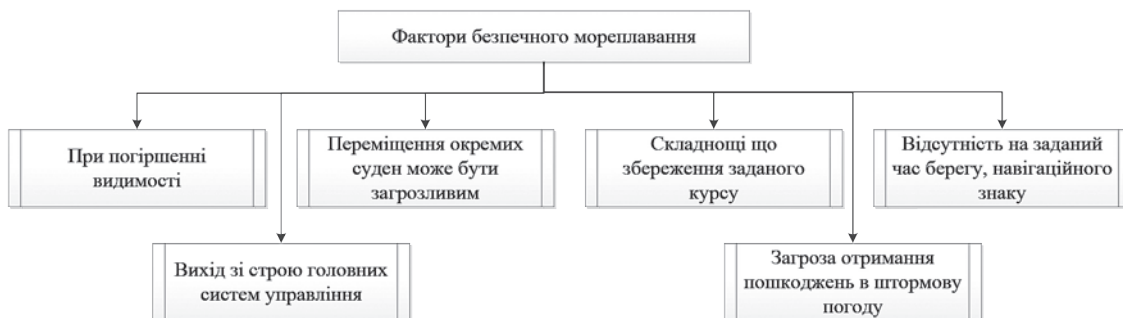 Фактори безпечного мореплавання
При погіршенні
видимості
Переміщення окремих
суден може бути
загрозливим
Складнощі що
збереження заданого
курсу
Відсутність на заданий
час берегу, навігаційного
знаку
Вихід зі строю головних
систем управління
Загроза отримання
пошкоджень в штормову
погоду